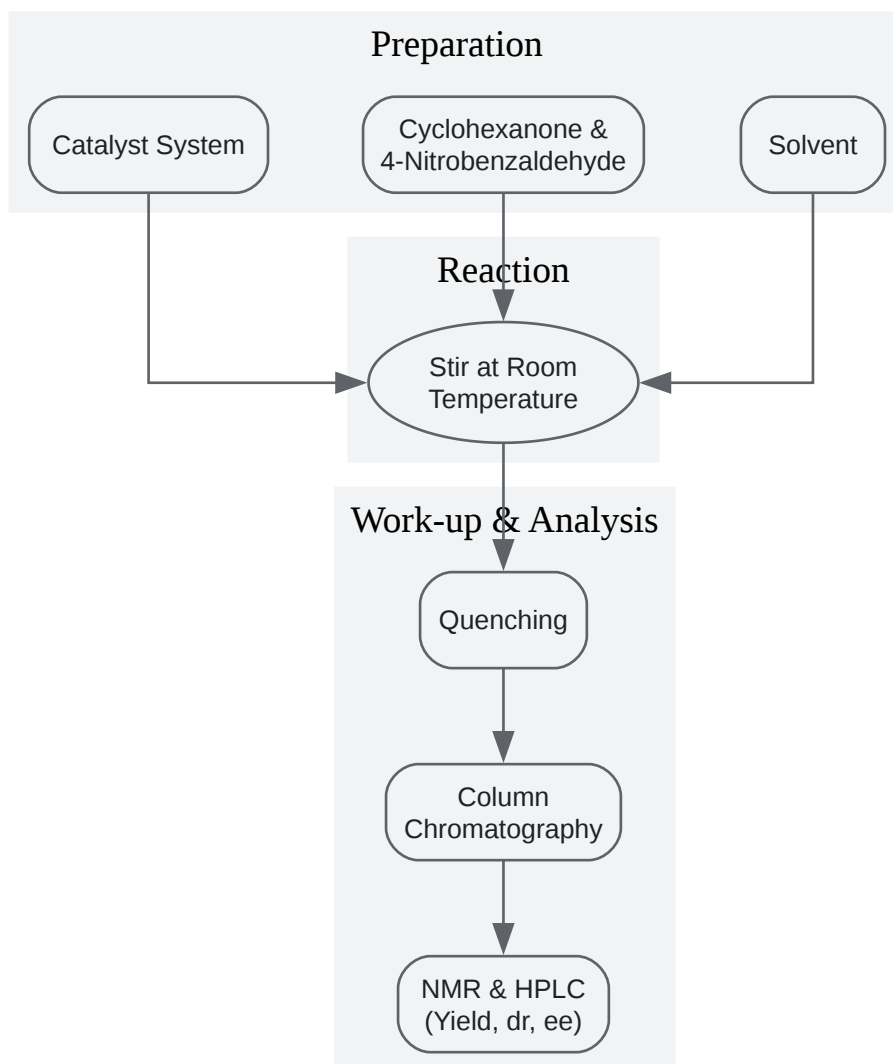 Preparation
Catalyst System
Cyclohexanone &
4-Nitrobenzaldehyde
Solvent
Reaction
Stir at Room
Temperature
Work-up & Analysis
Quenching
Column
Chromatography
NMR & HPLC
(Yield, dr, ee)